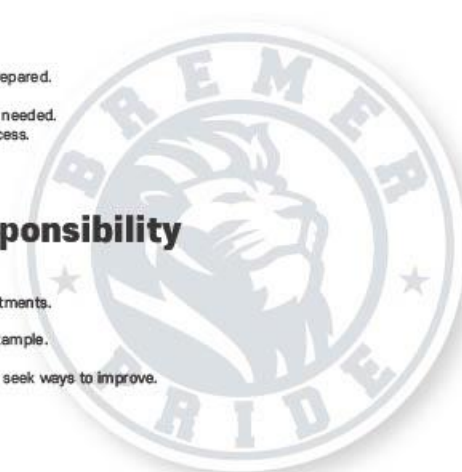 epared.
needed.
cess.
ponsibility
tments.
ample.
seek ways to improve.
BREMER
PRIDE